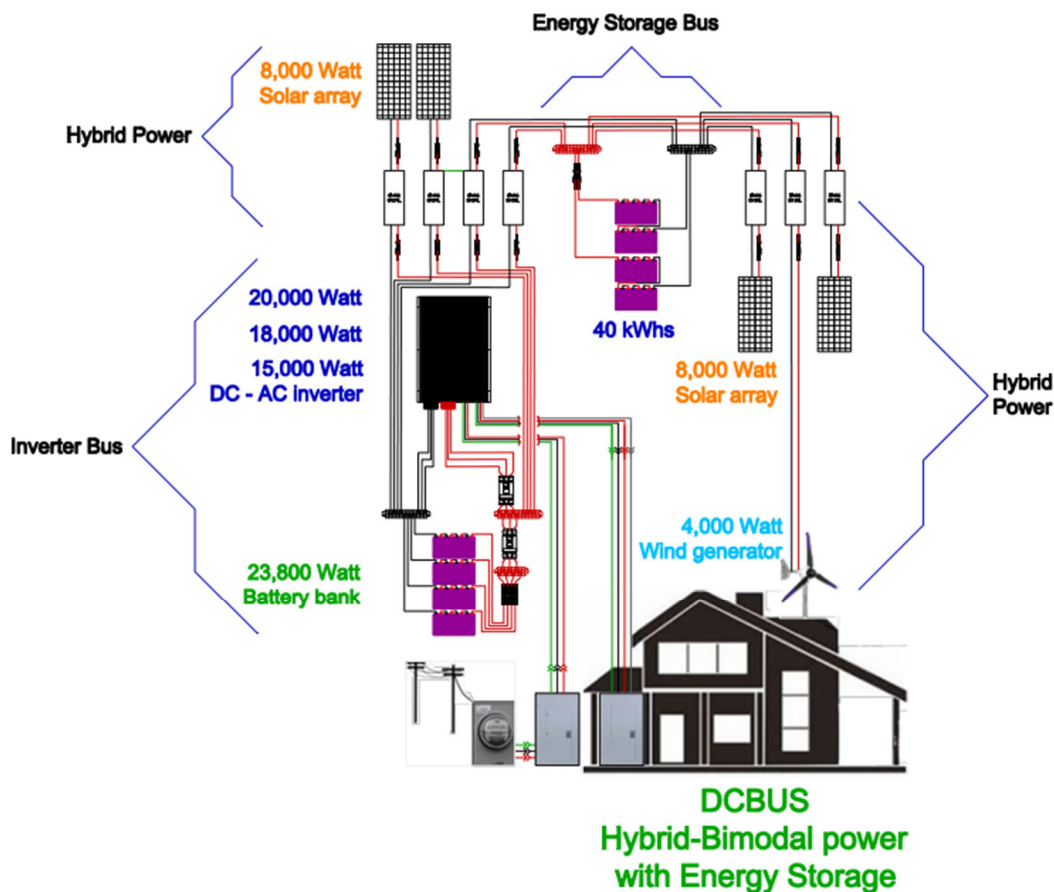 Energy Storage Bus
8,000 Watt
Solar array
Hybrid Power
20,000 Watt
18,000 Watt
15,000 Watt
DC - AC inverter
40 kWhs
8,000 Watt
Solar array
Hybrid
Power
Inverter Bus
4,000 Watt
Wind generator
23,800 Watt
Battery bank
DCBUS
Hybrid-Bimodal power
with Energy Storage